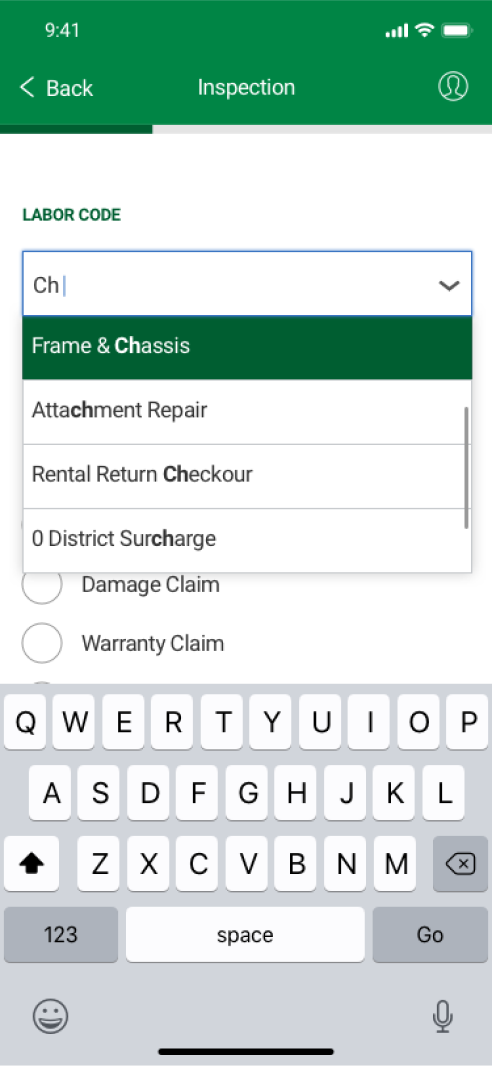 9:41
Back
Inspection
LABOR CODE
Ch
Frame & Chassis
Attachment Repair
Rental Return Checkour
0 District Surcharge
Damage Claim
Warranty Claim
Q W E R T Y U I O P
A S D F G H J K L
Z X C V B N M
123 space Go